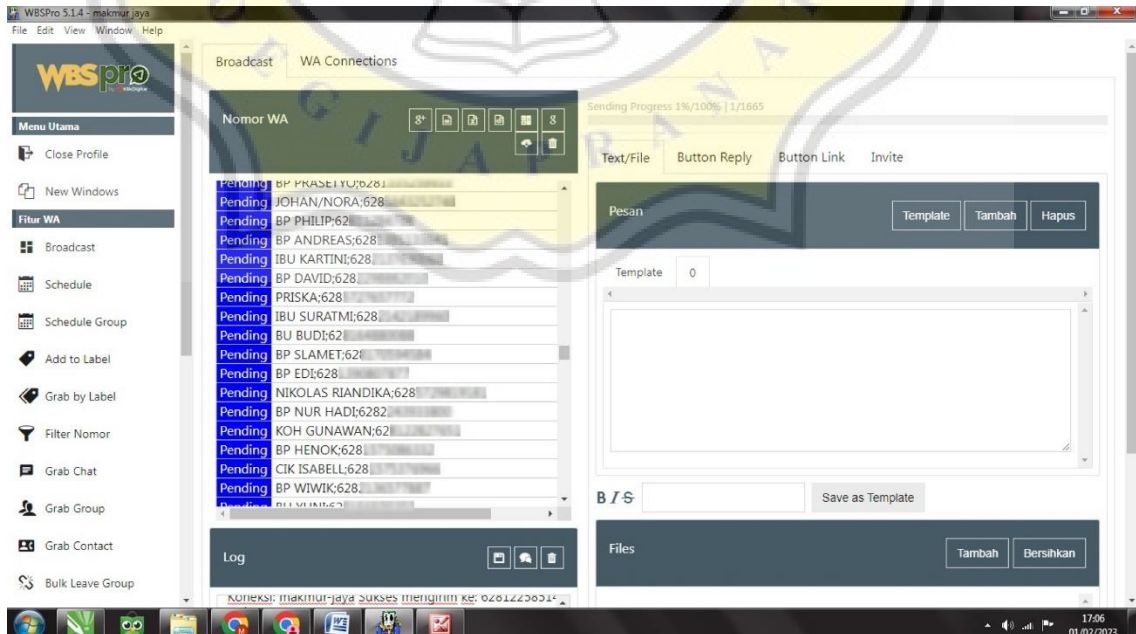 WBSPro 5.1.4 - makmur jaya
File Edit View Window Help
WBSpro
Menu Utama
Close Profile
New Windows
Fitur WA
Broadcast
Schedule
Schedule Group
Add to Label
Grab by Label
Filter Nomor
Grab Chat
Grab Group
Grab Contact
Bulk Leave Group
Broadcast WA Connections
Nomor WA
Pending BP PRASETYO;6281
Pending JOHAN/NORA;628
Pending BP PHILIP;62
Pending BP ANDREAS;628
Pending IBU KARTINI;628
Pending BP DAVID;628
Pending PRISKA;628
Pending IBU SURATMI;628
Pending BU BUDI;62
Pending BP SLAMET;628
Pending BP EDI;628
Pending NIKOLAS RIANDIKA;628
Pending BP NUR HADI;6282
Pending KOH GUNAWAN;62
Pending BP HENOK;628
Pending CIK ISABELL;628
Pending BP WIWIK;628
Pending BU YUNI;62
Log
Koneksi: makmur-jaya Sukses mengirim ke: 6281225851
Sending Progress 1%/100% | 1/1665
Text/File Button Reply Button Link Invite
Pesan
Template Tambah Hapus
Template 0
B I S
Save as Template
Files
Tambah Bersihkan
17:06
01/02/2023
GIJAPRANA